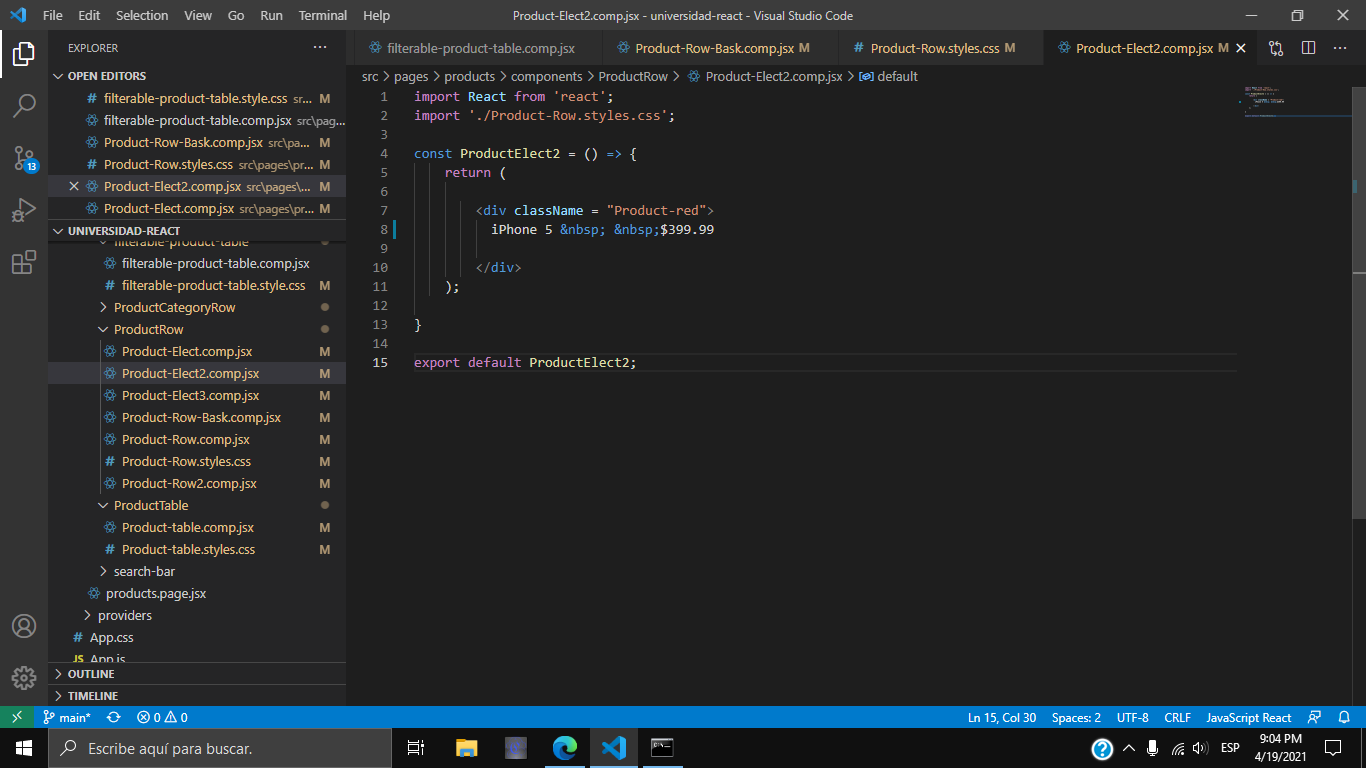 File Edit Selection View Go Run Terminal Help Product-Elect2.comp.jsx - universidad-react - Visual Studio Code
EXPLORER
OPEN EDITORS
filterable-product-table.style.css sr... M
filterable-product-table.comp.jsx src\pag...
Product-Row-Bask.comp.jsx src\pa... M
Product-Row.styles.css src\pages\pr... M
Product-Elect2.comp.jsx src\pages\... M
Product-Elect.comp.jsx src\pages\pr... M
13
UNIVERSIDAD-REACT
filterable-product-table
filterable-product-table.comp.jsx
filterable-product-table.style.css M
ProductCategoryRow
ProductRow
Product-Elect.comp.jsx M
Product-Elect2.comp.jsx M
Product-Elect3.comp.jsx M
Product-Row-Bask.comp.jsx M
Product-Row.comp.jsx M
Product-Row.styles.css M
Product-Row2.comp.jsx M
ProductTable
Product-table.comp.jsx M
Product-table.styles.css M
search-bar
products.page.jsx
providers
App.css
JS App.js
OUTLINE
TIMELINE
filterable-product-table.comp.jsx Product-Row-Bask.comp.jsx M Product-Row.styles.css M Product-Elect2.comp.jsx M
src > pages > products > components > ProductRow > Product-Elect2.comp.jsx > default
1 import React from 'react';
2 import './Product-Row.styles.css';
3
4 const ProductElect2 = () => {
5 return (
6
7 <div className = "Product-red">
8 iPhone 5 &nbsp; &nbsp;$399.99
9
10 </div>
11 );
12
13 }
14
15 export default ProductElect2;
main* 0 0 Ln 15, Col 30 Spaces: 2 UTF-8 CRLF JavaScript React
Escribe aquí para buscar. ESP 9:04 PM
4/19/2021